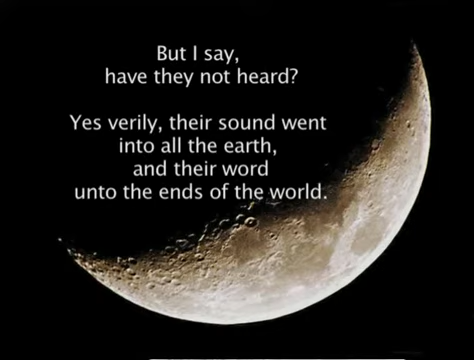 But I say,
have they not heard?
Yes verily, their sound went
into all the earth,
and their word
unto the ends of the world.